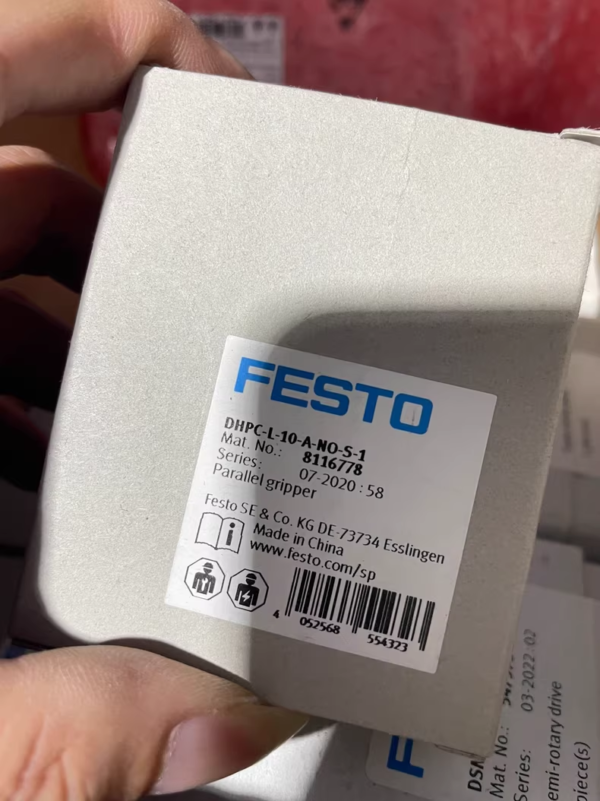 FESTO
DHPC-L-10-A-NO-S-1
Mat. No.: 8116778
Series: 07-2020 : 58
Parallel gripper
Festo SE & Co. KG DE-73734 Esslingen
Made in China
www.festo.com/sp
4 052568 554323
F
DSM
Mat. No.:
Series: 03-2022 :02
emi-rotary drive
piece(s)